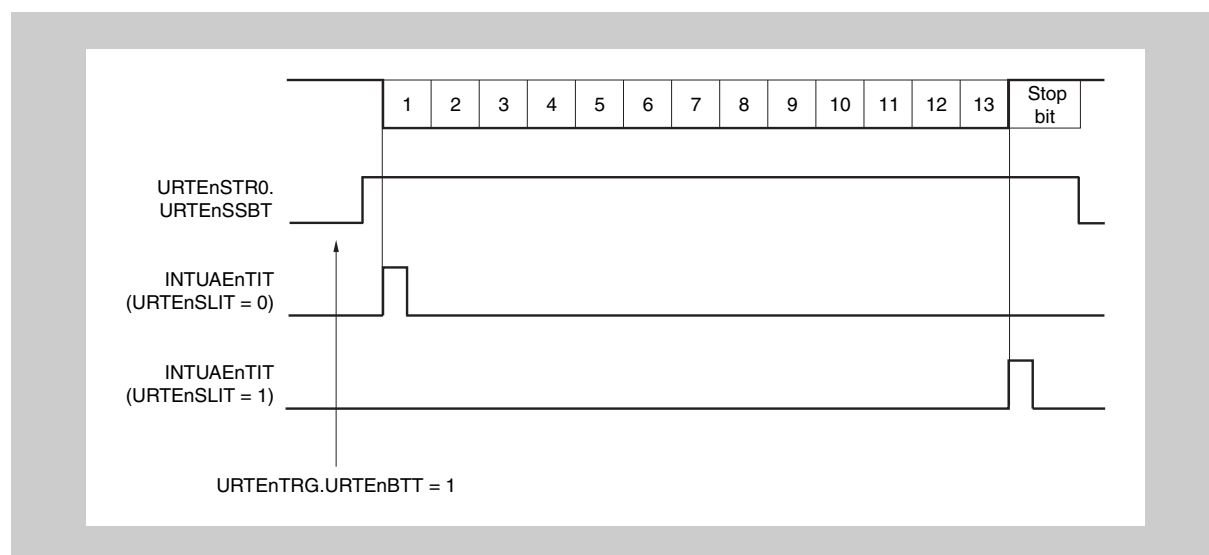 1 2 3 4 5 6 7 8 9 10 11 12 13 Stop
bit
URTEnSTR0.
URTEnSSBT
INTUAEnTIT
(URTEnSLIT = 0)
INTUAEnTIT
(URTEnSLIT = 1)
URTEnTRG.URTEnBTT = 1